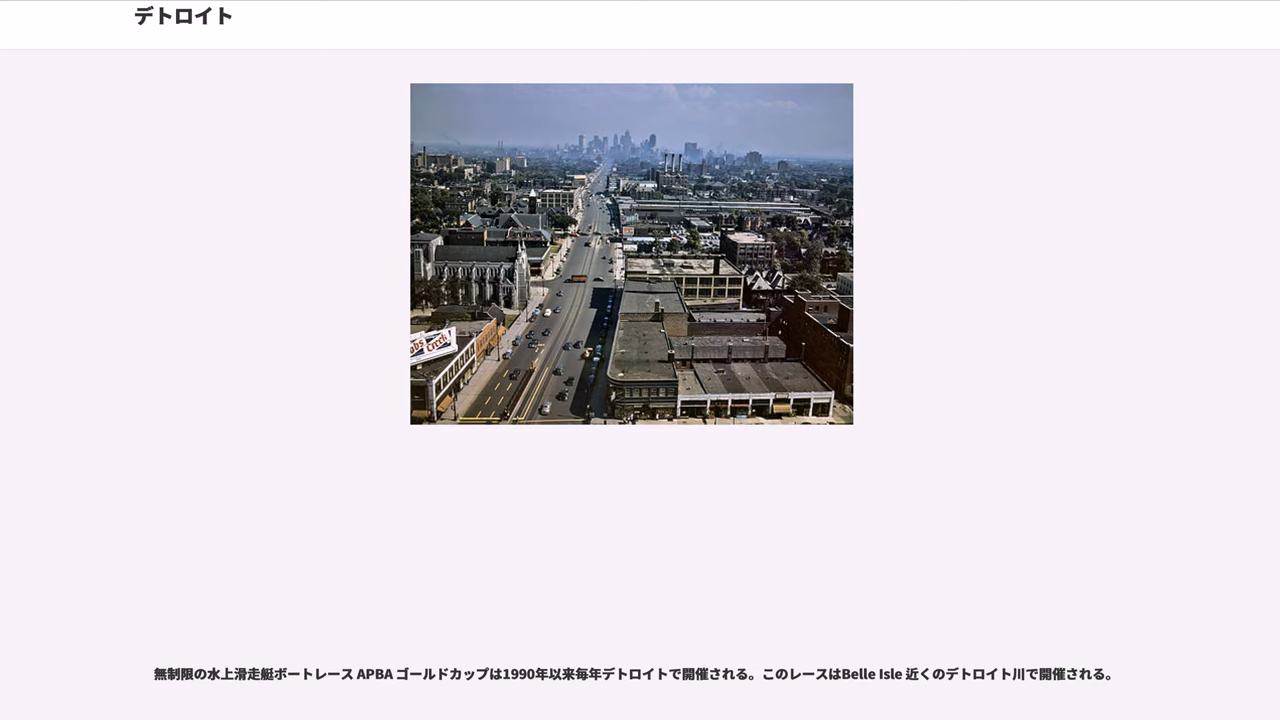 デトロイト
Creek!
無制限の水上滑走艇ボートレース APBA ゴールドカップは1990年以来毎年デトロイトで開催される。このレースはBelle Isle 近くのデトロイト川で開催される。